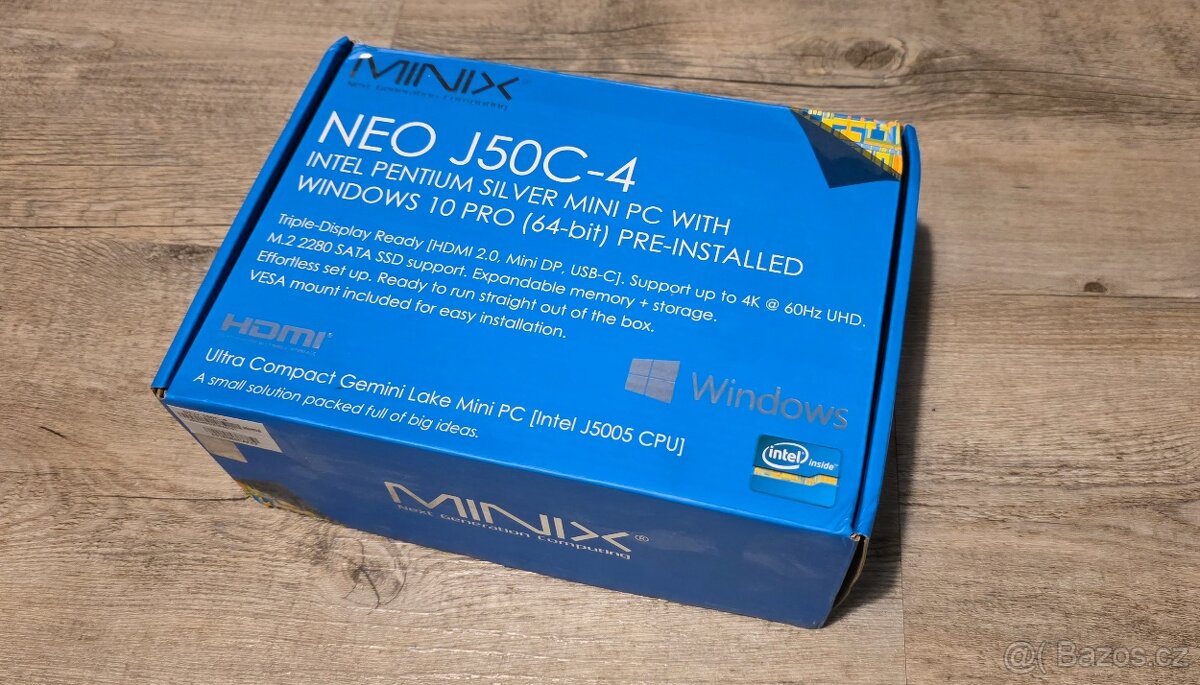 MINIX
Next Generation Computing
NEO J50C-4
INTEL PENTIUM SILVER MINI PC WITH
WINDOWS 10 PRO (64-bit) PRE-INSTALLED
Triple-Display Ready [HDMI 2.0, Mini DP, USB-C]. Support up to 4K @ 60Hz UHD.
M.2 2280 SATA SSD support. Expandable memory + storage.
Effortless set up. Ready to run straight out of the box.
VESA mount included for easy installation.
HDMI®
Windows
Ultra Compact Gemini Lake Mini PC [Intel J5005 CPU]
A small solution packed full of big ideas.
intel inside™
MINIX®
Next Generation Computing
@( Bazos.cz